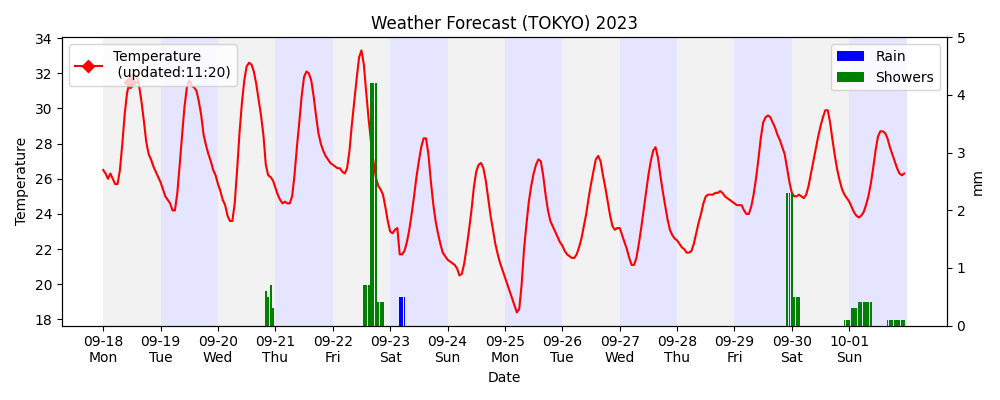 Weather Forecast (TOKYO) 2023
Temperature
(updated:11:20)
Rain
Showers
34
32
30
28
26
24
22
20
18
Temperature
5
4
3
2
1
0
mm
09-18 09-19 09-20 09-21 09-22 09-23 09-24 09-25 09-26 09-27 09-28 09-29 09-30 10-01
Mon Tue Wed Thu Fri Sat Sun Mon Tue Wed Thu Fri Sat Sun
Date